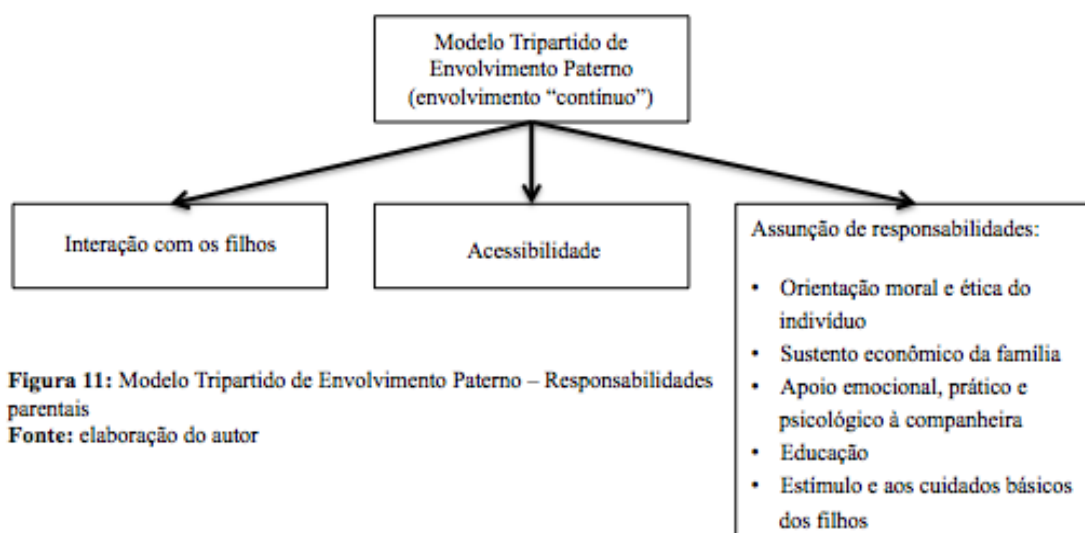 Modelo Tripartido de
Envolvimento Paterno
(envolvimento “contínuo”)
Interação com os filhos
Acessibilidade
Assunção de responsabilidades:
• Orientação moral e ética do
indivíduo
• Sustento econômico da família
• Apoio emocional, prático e
psicológico à companheira
• Educação
• Estímulo e aos cuidados básicos
dos filhos
Figura 11: Modelo Tripartido de Envolvimento Paterno – Responsabilidades
parentais
Fonte: elaboração do autor